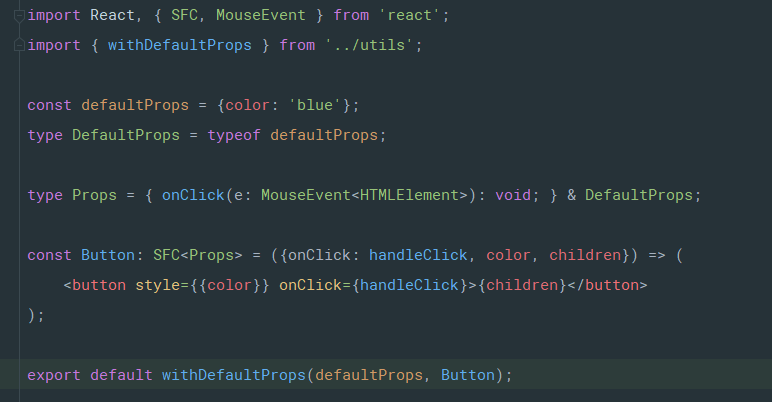 import React, { SFC, MouseEvent } from 'react';
import { withDefaultProps } from '../utils';
const defaultProps = {color: 'blue'};
type DefaultProps = typeof defaultProps;
type Props = { onClick(e: MouseEvent<HTMLElement>): void; } & DefaultProps;
const Button: SFC<Props> = ({onClick: handleClick, color, children}) => (
    <button style={{color}} onClick={handleClick}>{children}</button>
);
export default withDefaultProps(defaultProps, Button);